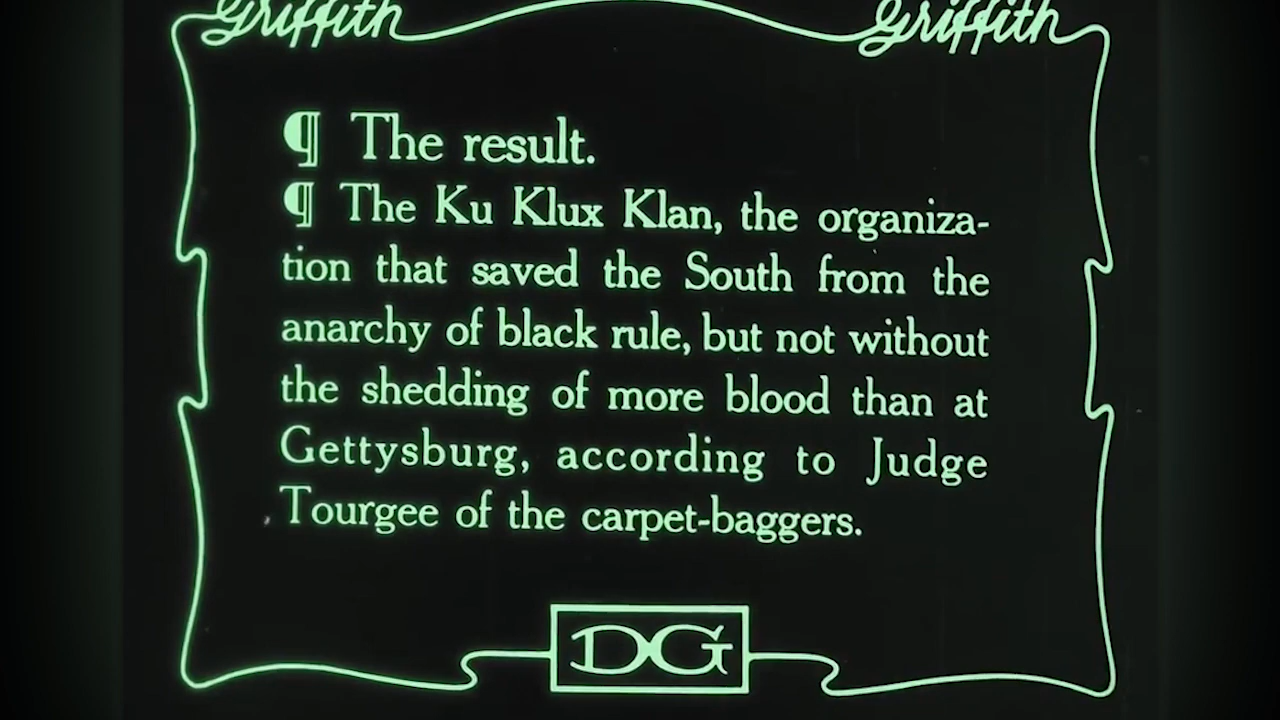 Griffith Griffith
¶ The result.
¶ The Ku Klux Klan, the organiza-
tion that saved the South from the
anarchy of black rule, but not without
the shedding of more blood than at
Gettysburg, according to Judge
Tourgee of the carpet-baggers.
DG